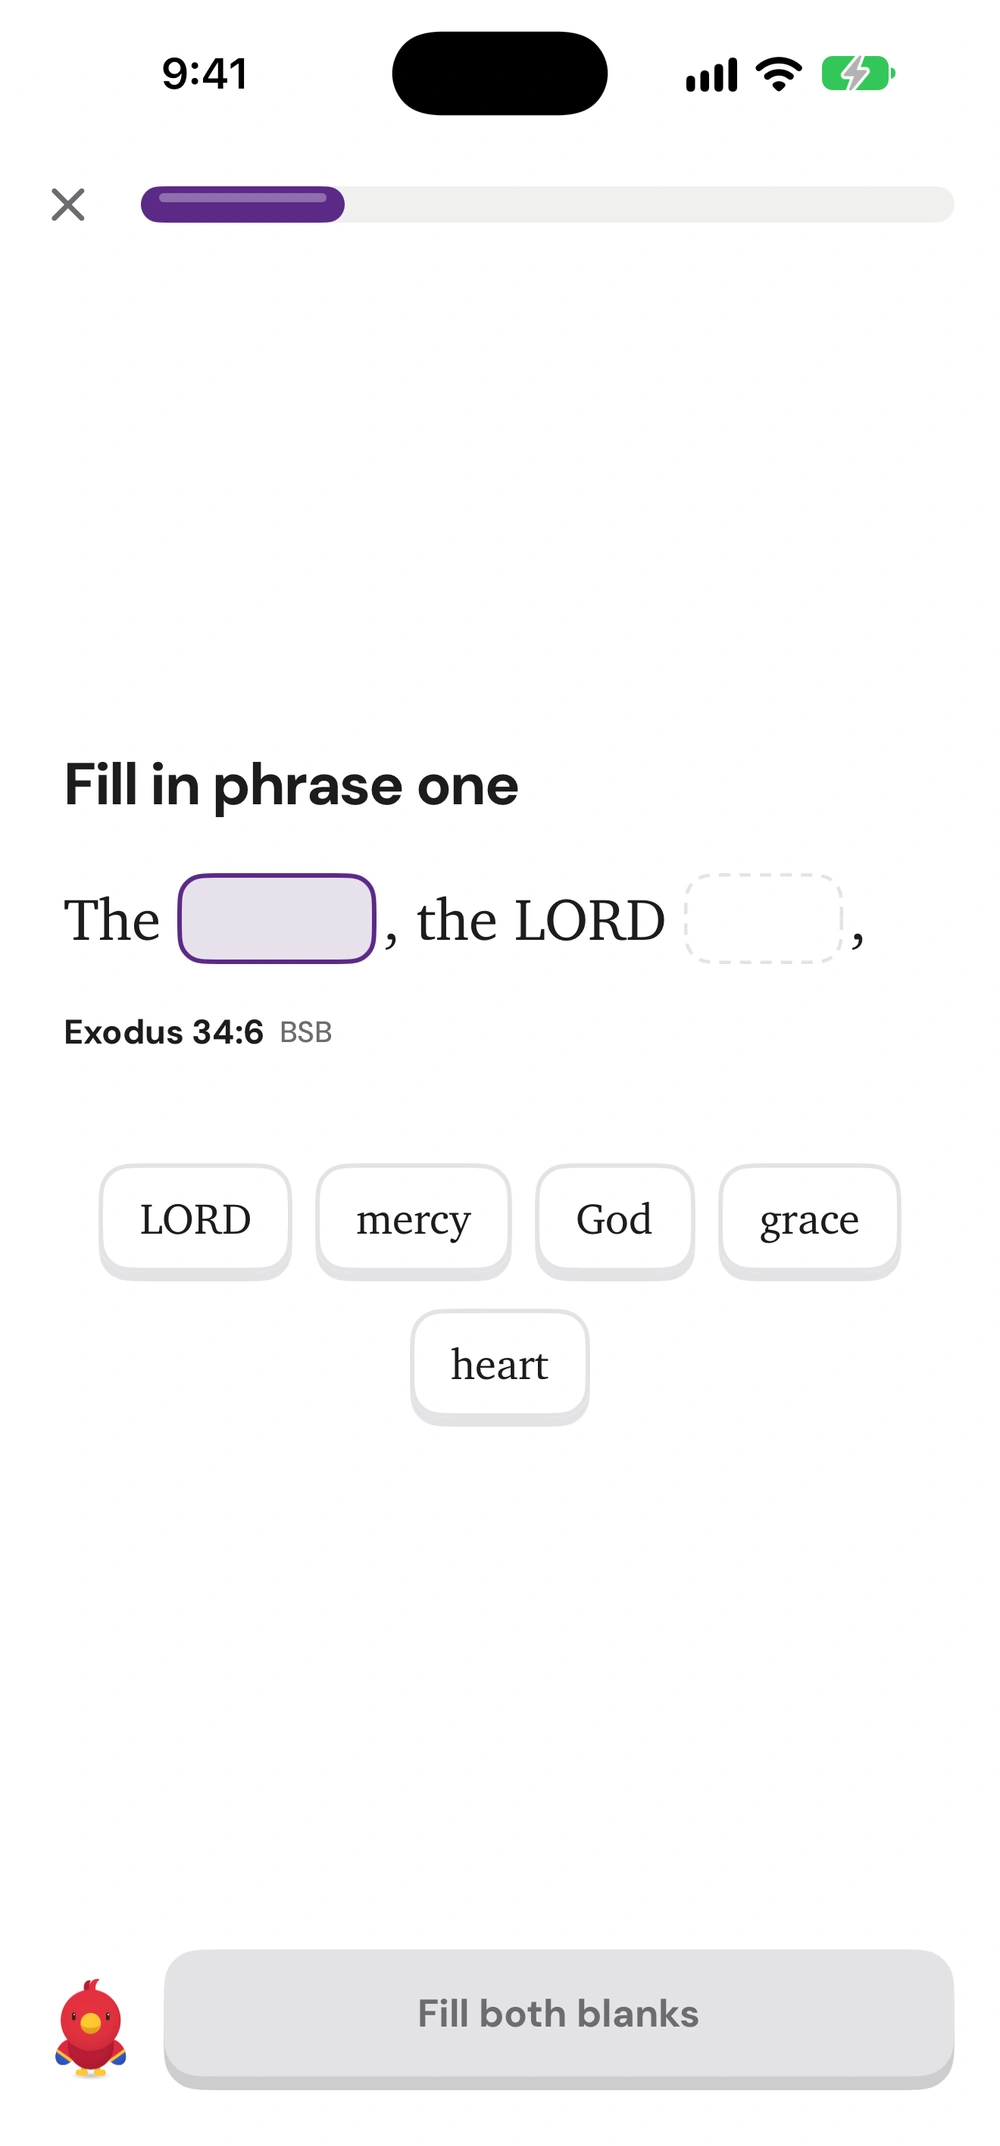 9:41
Fill in phrase one
The , the LORD ,
Exodus 34:6 BSB
LORD mercy God grace
heart
Fill both blanks